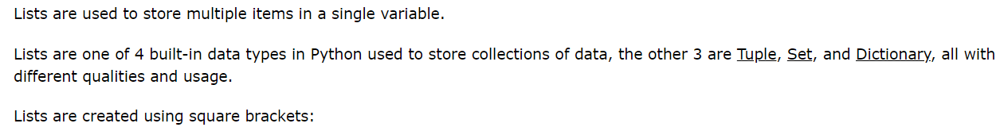 Lists are used to store multiple items in a single variable.
Lists are one of 4 built-in data types in Python used to store collections of data, the other 3 are Tuple, Set, and Dictionary, all with
different qualities and usage.
Lists are created using square brackets: